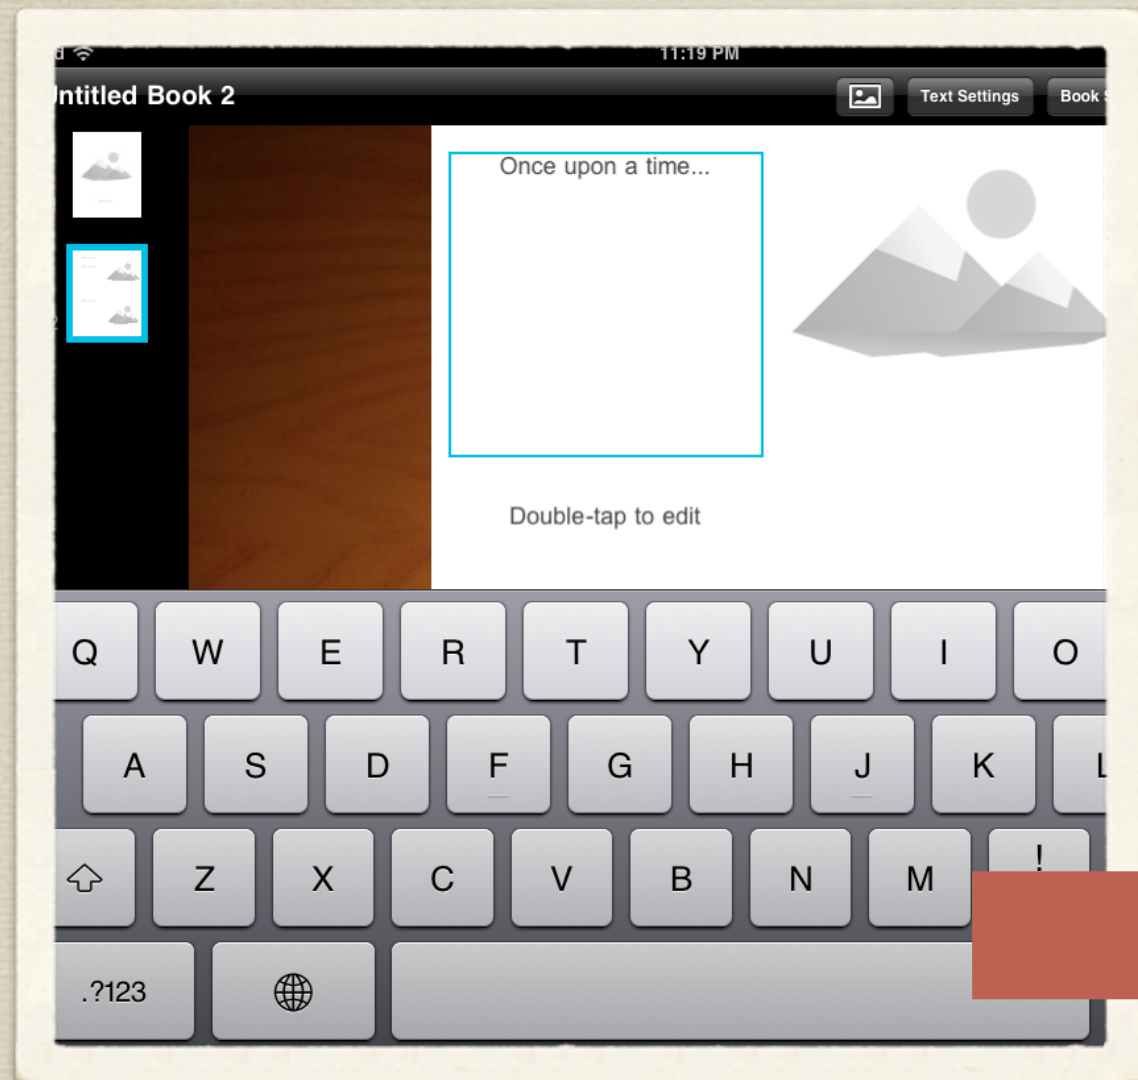 11:19 PM
ntitled Book 2
Text Settings
Book
Once upon a time...
Double-tap to edit
Q W E R T Y U I O
A S D F G H J K L
Z X C V B N M !
.?123